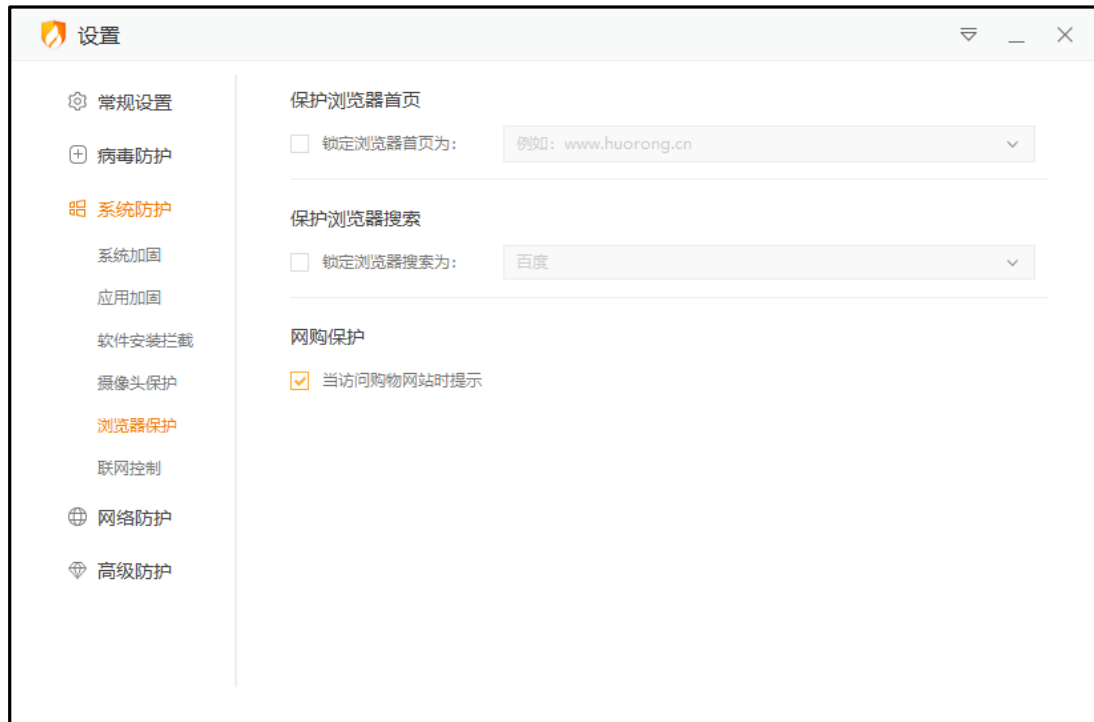 设置
常规设置
病毒防护
系统防护
系统加固
应用加固
软件安装拦截
摄像头保护
浏览器保护
联网控制
网络防护
高级防护
保护浏览器首页
锁定浏览器首页为: 例如: www.huorong.cn
保护浏览器搜索
锁定浏览器搜索为: 百度
网购保护
当访问购物网站时提示